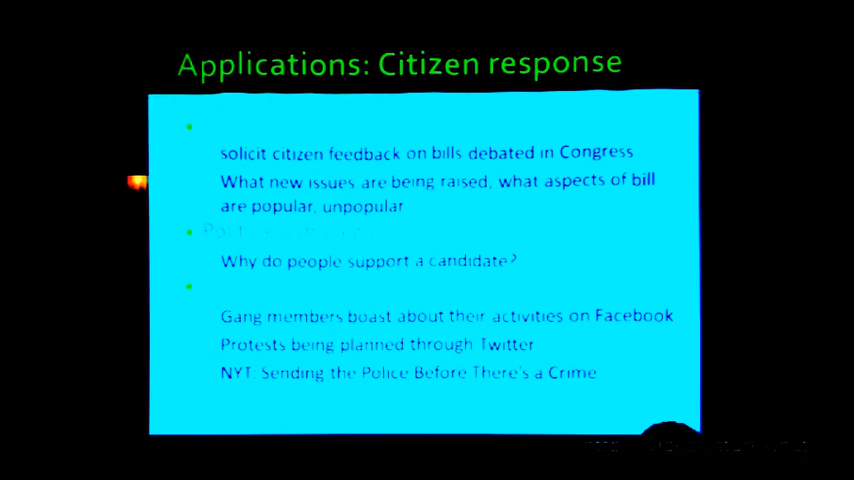 Applications: Citizen response
solicit citizen feedback on bills debated in Congress
What new issues are being raised, what aspects of bill
are popular, unpopular
Why do people support a candidate?
Gang members boast about their activities on Facebook
Protests being planned through Twitter
NYT: Sending the Police Before There's a Crime